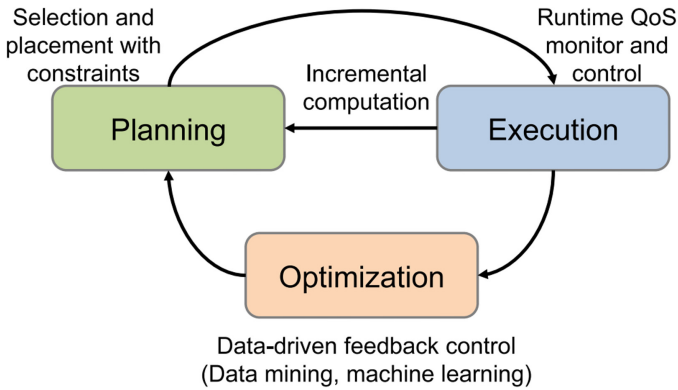 Selection and
placement with
constraints
Runtime QoS
monitor and
control
Incremental
computation
Planning
Execution
Optimization
Data-driven feedback control
(Data mining, machine learning)